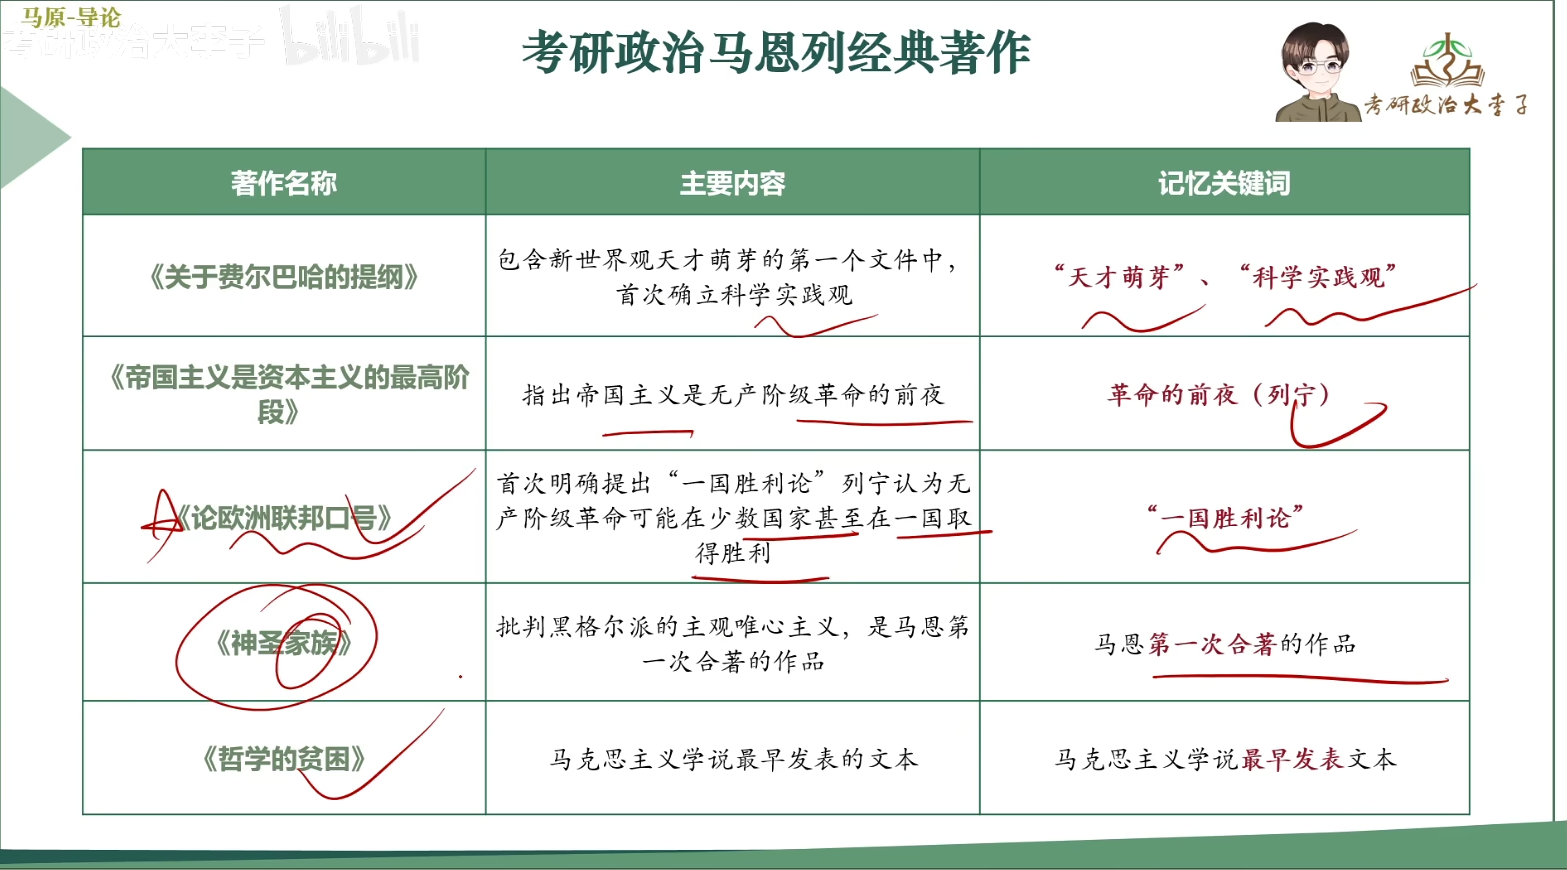 马原-导论
考研政治大李子 bilibili
考研政治马恩列经典著作
考研政治大李子
著作名称
主要内容
记忆关键词
《关于费尔巴哈的提纲》
包含新世界观天才萌芽的第一个文件中，
首次确立科学实践观
“天才萌芽”、“科学实践观”
《帝国主义是资本主义的最高阶
段》
指出帝国主义是无产阶级革命的前夜
革命的前夜（列宁）
《论欧洲联邦口号》
首次明确提出“一国胜利论”列宁认为无
产阶级革命可能在少数国家甚至在一国取
得胜利
“一国胜利论”
《神圣家族》
批判黑格尔派的主观唯心主义，是马恩第
一次合著的作品
马恩第一次合著的作品
《哲学的贫困》
马克思主义学说最早发表的文本
马克思主义学说最早发表文本